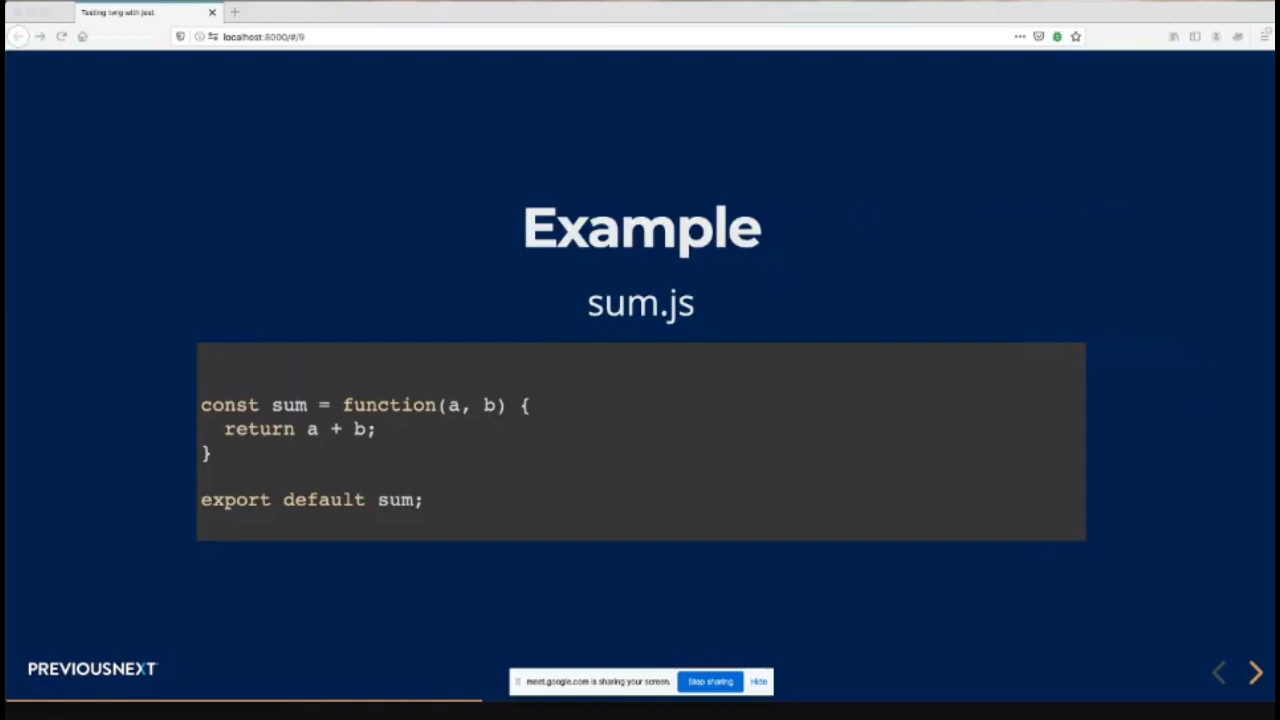 Testing twig with jest
localhost:8000/#/9
Example
sum.js
const sum = function(a, b) {
return a + b;
}
export default sum;
PREVIOUSNEXT
meet.google.com is sharing your screen.
Stop sharing
Hide